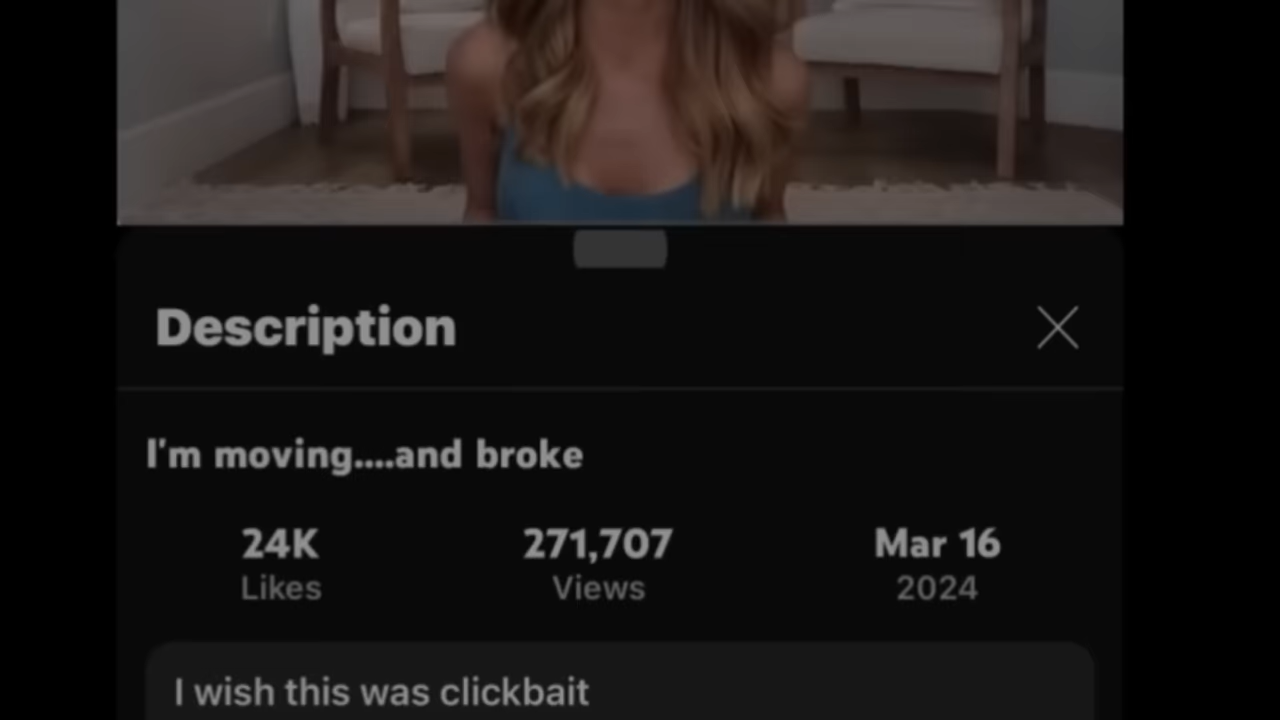 Description
I'm moving....and broke
24K
271,707
Mar 16
Likes
Views
2024
I wish this was clickbait